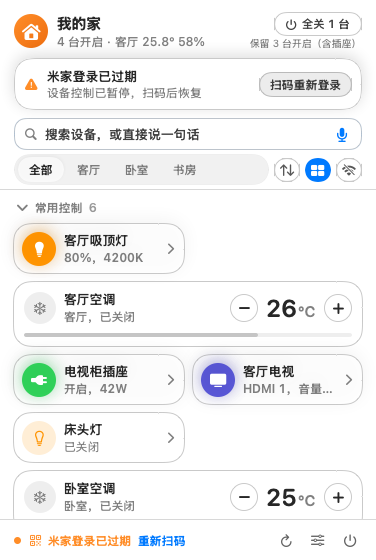 我的家
全关 1 台
4 台开启 · 客厅 25.8° 58%
保留 3 台开启（含插座）
米家登录已过期
设备控制已暂停，扫码后恢复
扫码重新登录
搜索设备，或直接说一句话
全部 客厅 卧室 书房
常用控制 6
客厅吸顶灯
80%，4200K
客厅空调
客厅，已关闭
26°C
电视柜插座
开启，42W
客厅电视
HDMI 1，音量...
床头灯
已关闭
卧室空调
卧室，已关闭
25°C
米家登录已过期 重新扫码